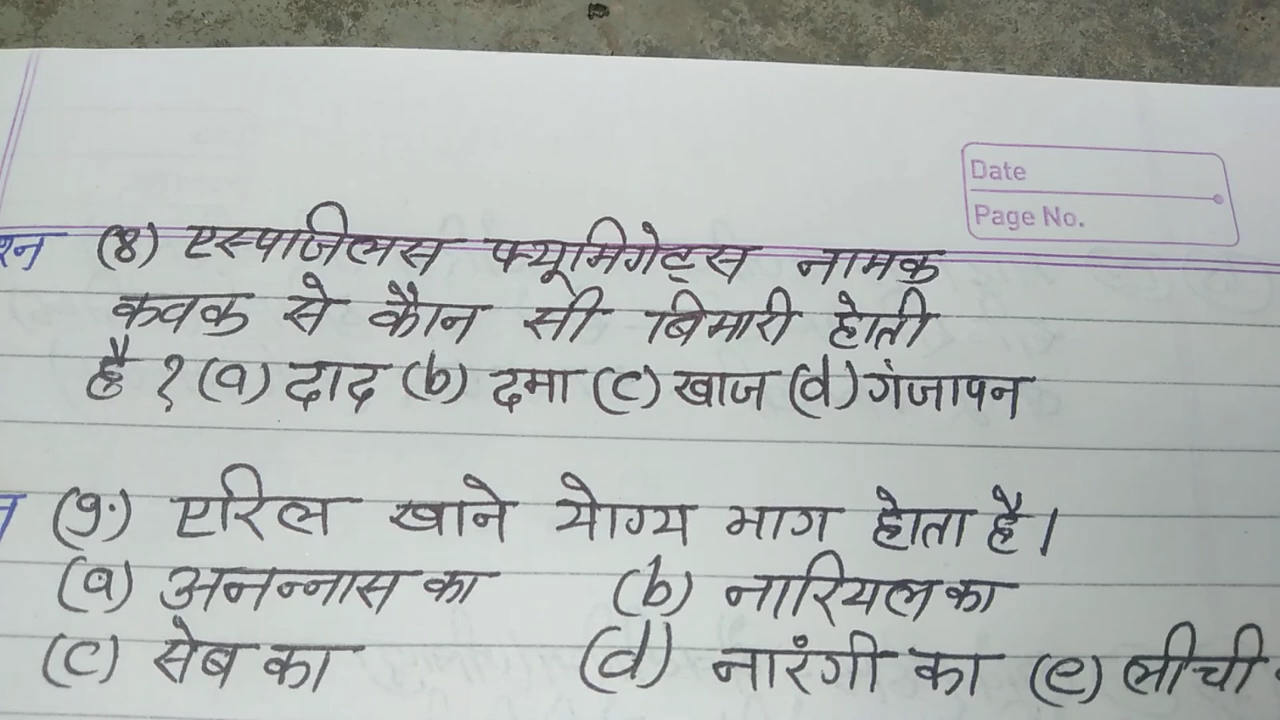 Date
Page No.
श्न (8) एस्पाजिलस फ्यूमिगेट्स नामक
कवक से कौन सी बिमारी होती
है ? (a) दाद (b) दमा (c) खाज (d) गंजापन
(9.) एरिल खाने योग्य भाग होता है।
(a) अनन्नास का (b) नारियल का
(c) सेब का (d) नारंगी का (e) लीची